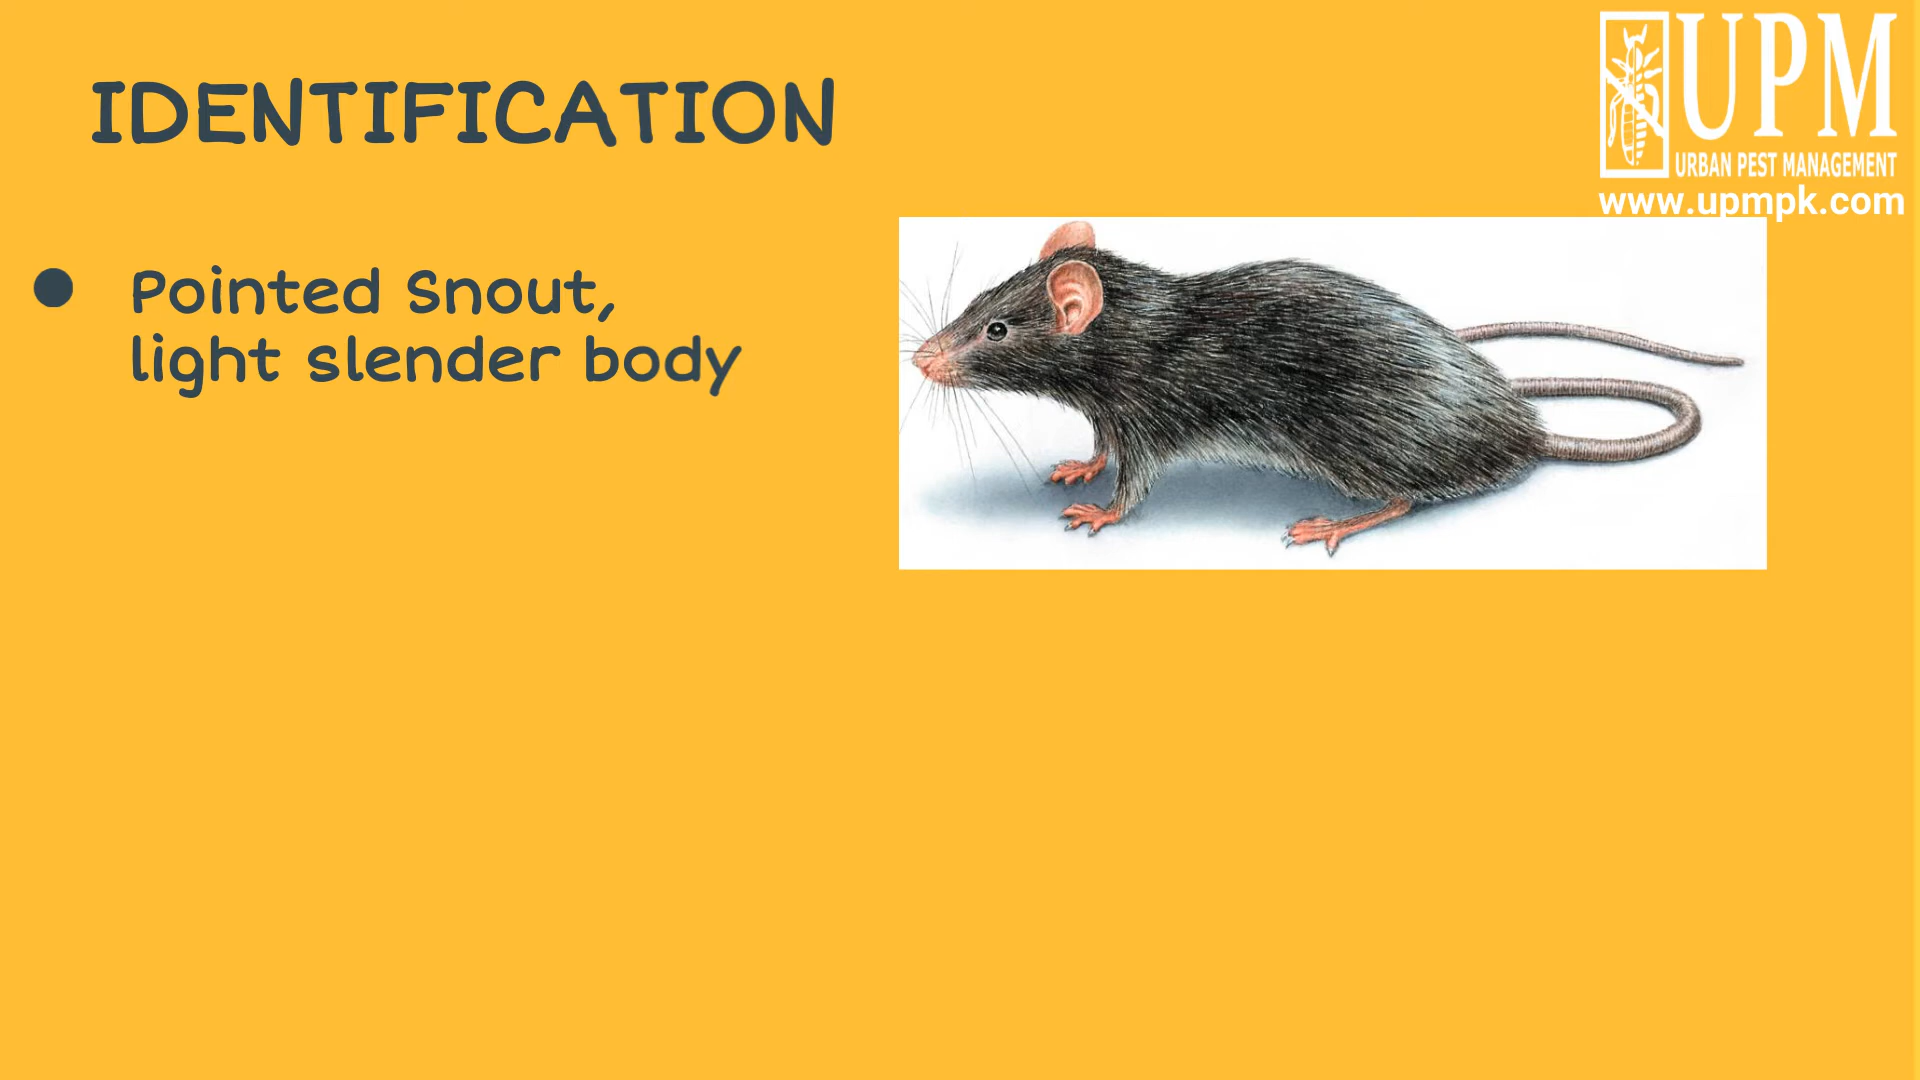 UPM
URBAN PEST MANAGEMENT
www.upmpk.com
IDENTIFICATION
● Pointed Snout,
light slender body